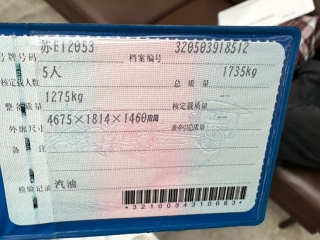 号牌号码 苏E12053 档案编号 320503918512
核定载人数 5人 总质量 1735kg
整备质量 1275kg 核定载质量 --
外廓尺寸 4675×1814×1460mm 准牵引总质量 --
备注
检验记录 汽油
*3210034310663*